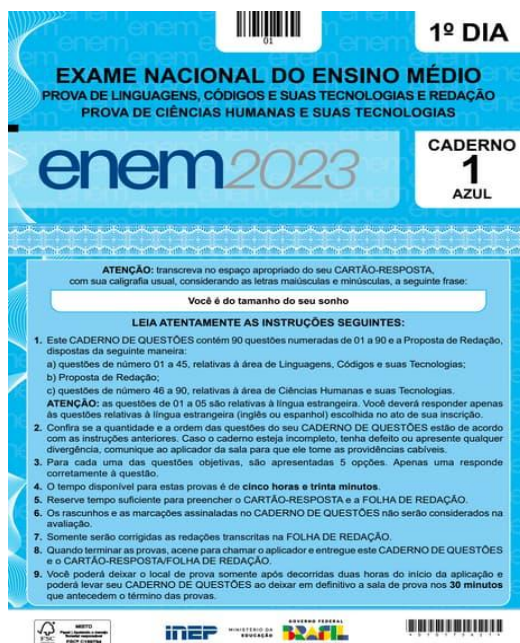 01
1º DIA
EXAME NACIONAL DO ENSINO MÉDIO
PROVA DE LINGUAGENS, CÓDIGOS E SUAS TECNOLOGIAS E REDAÇÃO
PROVA DE CIÊNCIAS HUMANAS E SUAS TECNOLOGIAS
enem2023
CADERNO
1
AZUL
ATENÇÃO: transcreva no espaço apropriado do seu CARTÃO-RESPOSTA,
com sua caligrafia usual, considerando as letras maiúsculas e minúsculas, a seguinte frase:
Você é do tamanho do seu sonho
LEIA ATENTAMENTE AS INSTRUÇÕES SEGUINTES:
1. Este CADERNO DE QUESTÕES contém 90 questões numeradas de 01 a 90 e a Proposta de Redação,
dispostas da seguinte maneira:
a) questões de número 01 a 45, relativas à área de Linguagens, Códigos e suas Tecnologias;
b) Proposta de Redação;
c) questões de número 46 a 90, relativas à área de Ciências Humanas e suas Tecnologias.
ATENÇÃO: as questões de 01 a 05 são relativas à língua estrangeira. Você deverá responder apenas
às questões relativas à língua estrangeira (inglês ou espanhol) escolhida no ato de sua inscrição.
2. Confira se a quantidade e a ordem das questões do seu CADERNO DE QUESTÕES estão de acordo
com as instruções anteriores. Caso o caderno esteja incompleto, tenha defeito ou apresente qualquer
divergência, comunique ao aplicador da sala para que ele tome as providências cabíveis.
3. Para cada uma das questões objetivas, são apresentadas 5 opções. Apenas uma responde
corretamente à questão.
4. O tempo disponível para estas provas é de cinco horas e trinta minutos.
5. Reserve tempo suficiente para preencher o CARTÃO-RESPOSTA e a FOLHA DE REDAÇÃO.
6. Os rascunhos e as marcações assinaladas no CADERNO DE QUESTÕES não serão considerados na
avaliação.
7. Somente serão corrigidas as redações transcritas na FOLHA DE REDAÇÃO.
8. Quando terminar as provas, acene para chamar o aplicador e entregue este CADERNO DE QUESTÕES
e o CARTÃO-RESPOSTA/FOLHA DE REDAÇÃO.
9. Você poderá deixar o local de prova somente após decorridas duas horas do início da aplicação e
poderá levar seu CADERNO DE QUESTÕES ao deixar em definitivo a sala de prova nos 30 minutos
que antecedem o término das provas.
FSC
MISTO
INEP
MINISTÉRIO DA
EDUCAÇÃO
GOVERNO FEDERAL
BRASIL